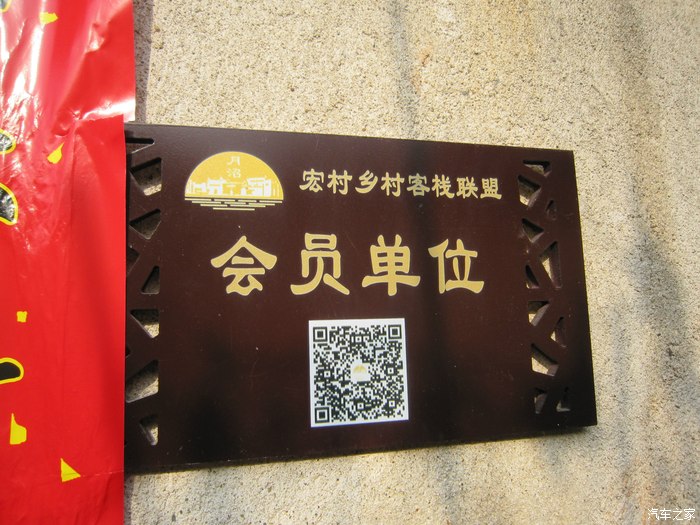 月
沼
宏村乡村客栈联盟
会员单位
汽车之家